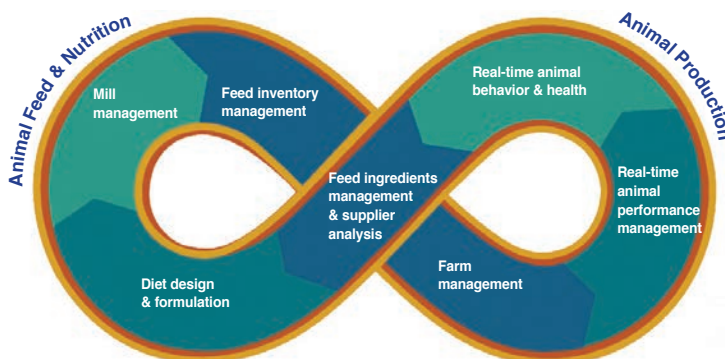 Animal Feed & Nutrition
Mill
management
Feed inventory
management
Feed ingredients
management
& supplier
analysis
Diet design
& formulation
Animal Production
Real-time animal
behavior & health
Real-time
animal
performance
management
Farm
management